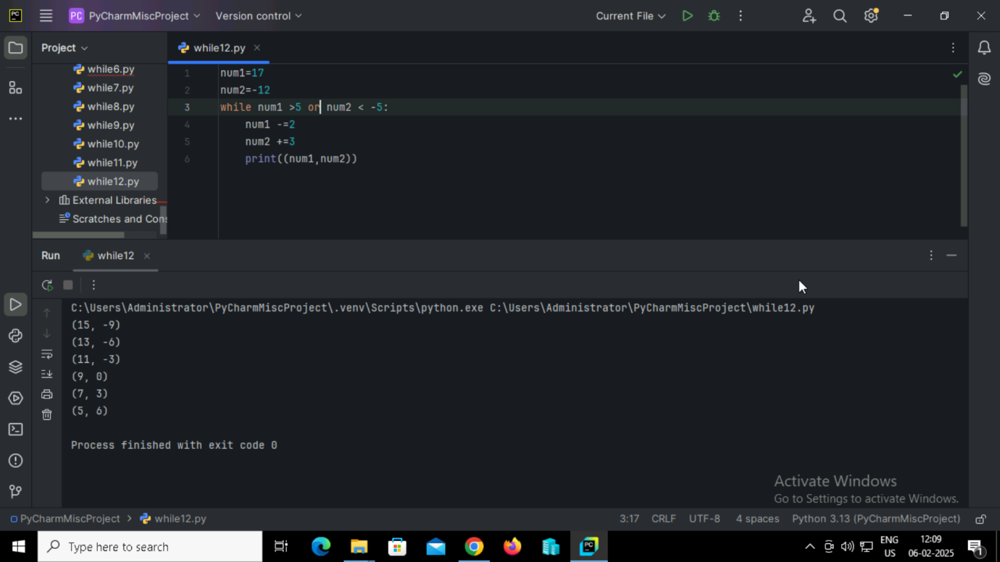 PC PyCharmMiscProject Version control Current File
Project
while12.py
while6.py
while7.py
while8.py
while9.py
while10.py
while11.py
while12.py
External Libraries
Scratches and Cons
1 num1=17
2 num2=-12
3 while num1 >5 or num2 < -5:
4 num1 -=2
5 num2 +=3
6 print((num1,num2))
Run while12
C:\Users\Administrator\PyCharmMiscProject\.venv\Scripts\python.exe C:\Users\Administrator\PyCharmMiscProject\while12.py
(15, -9)
(13, -6)
(11, -3)
(9, 0)
(7, 3)
(5, 6)
Process finished with exit code 0
Activate Windows
Go to Settings to activate Windows.
PyCharmMiscProject > while12.py 3:17 CRLF UTF-8 4 spaces Python 3.13 (PyCharmMiscProject)
Type here to search
PC
ENG
US
12:09
06-02-2025
1